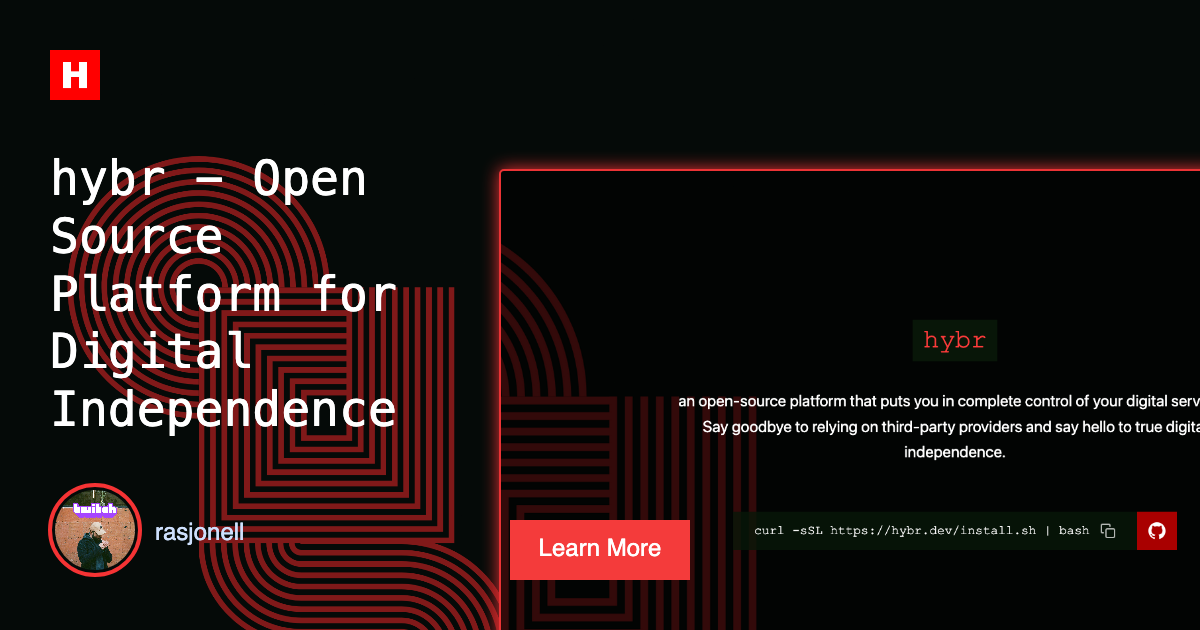 H
hybr – Open
Source
Platform for
Digital
Independence
twitch
rasjonell
hybr
an open-source platform that puts you in complete control of your digital serv
Say goodbye to relying on third-party providers and say hello to true digita
independence.
curl -sSL https://hybr.dev/install.sh | bash
Learn More